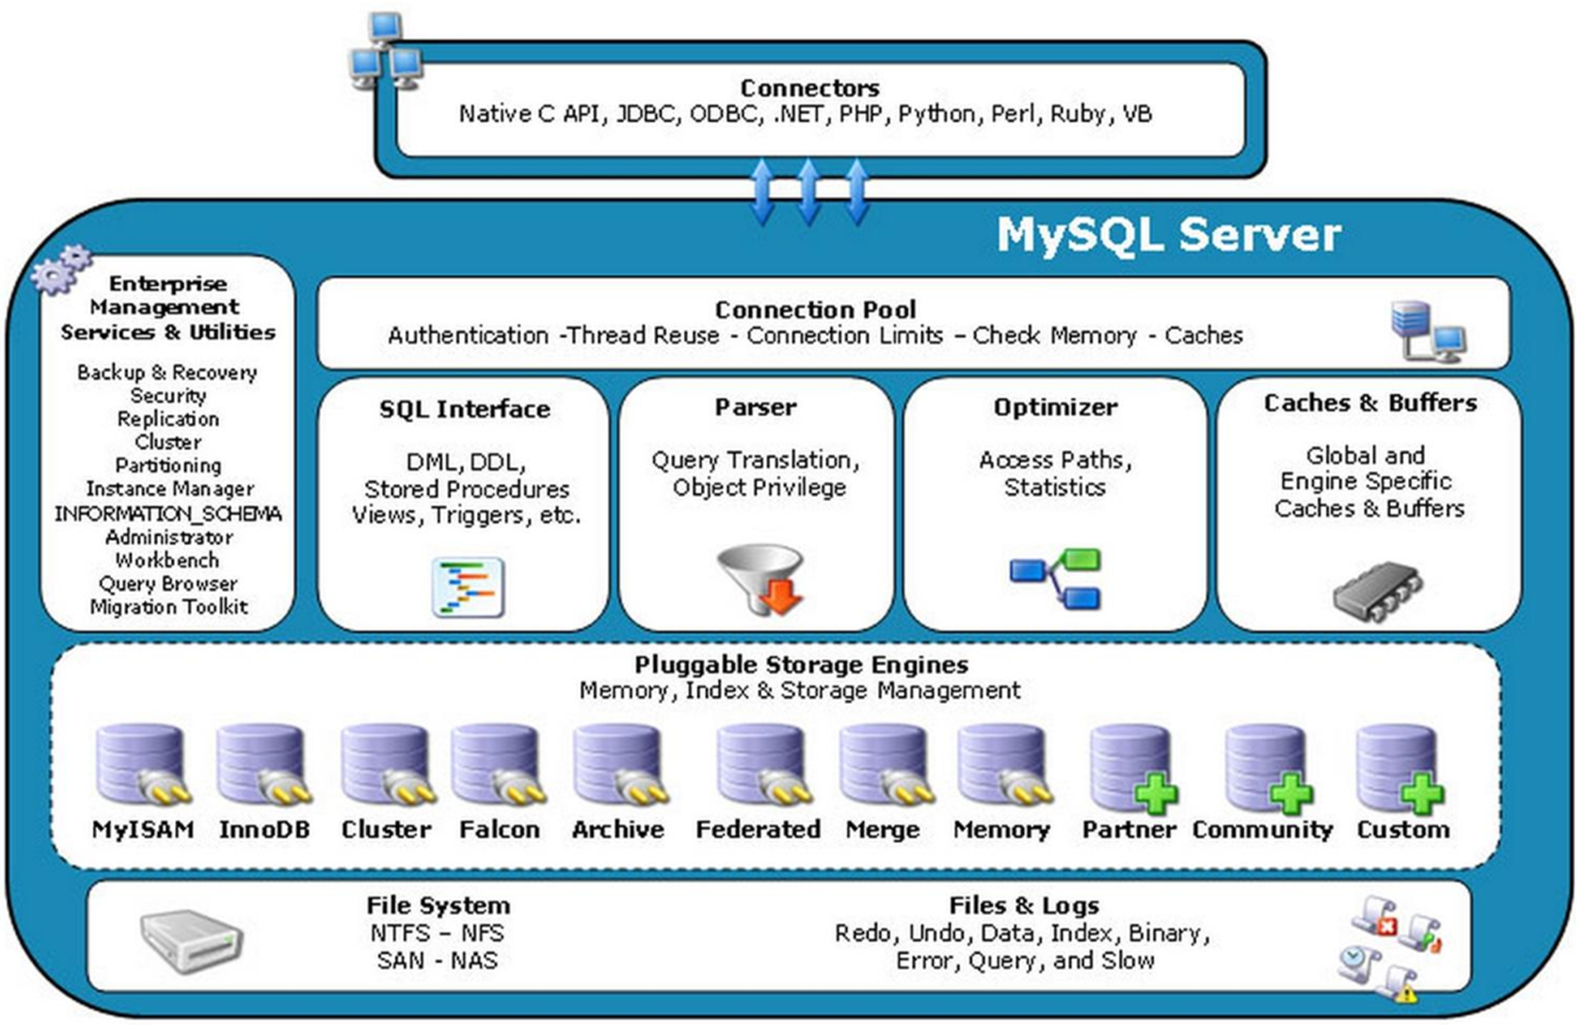 Connectors
Native C API, JDBC, ODBC, .NET, PHP, Python, Perl, Ruby, VB
MySQL Server
Enterprise
Management
Services & Utilities
Backup & Recovery
Security
Replication
Cluster
Partitioning
Instance Manager
INFORMATION_SCHEMA
Administrator
Workbench
Query Browser
Migration Toolkit
Connection Pool
Authentication -Thread Reuse - Connection Limits – Check Memory - Caches
SQL Interface
DML, DDL,
Stored Procedures
Views, Triggers, etc.
Parser
Query Translation,
Object Privilege
Optimizer
Access Paths,
Statistics
Caches & Buffers
Global and
Engine Specific
Caches & Buffers
Pluggable Storage Engines
Memory, Index & Storage Management
MyISAM InnoDB Cluster Falcon Archive Federated Merge Memory Partner Community Custom
File System
NTFS – NFS
SAN - NAS
Files & Logs
Redo, Undo, Data, Index, Binary,
Error, Query, and Slow